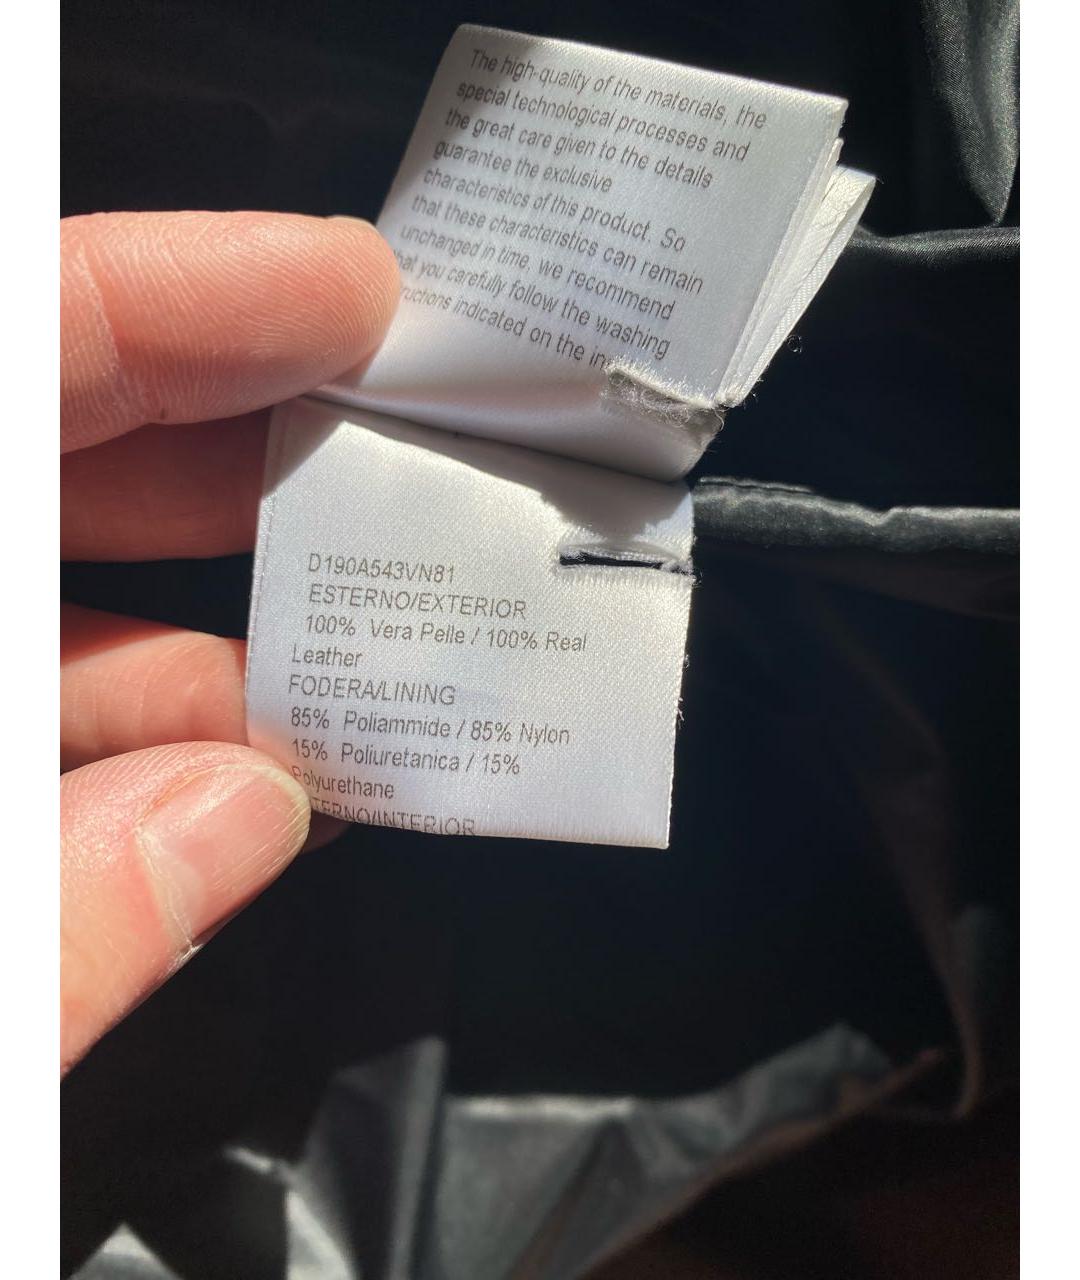 The high-quality of the materials, the
special technological processes and
the great care given to the details
guarantee the exclusive
characteristics of this product. So
that these characteristics can remain
unchanged in time, we recommend
that you carefully follow the washing
indicated on the
D190A543VN81
ESTERNO/EXTERIOR
100% Vera Pelle / 100% Real
Leather
FODERA/LINING
85% Poliammide / 85% Nylon
15% Poliuretanica / 15%
Polyurethane
TERNO/INTERIOR